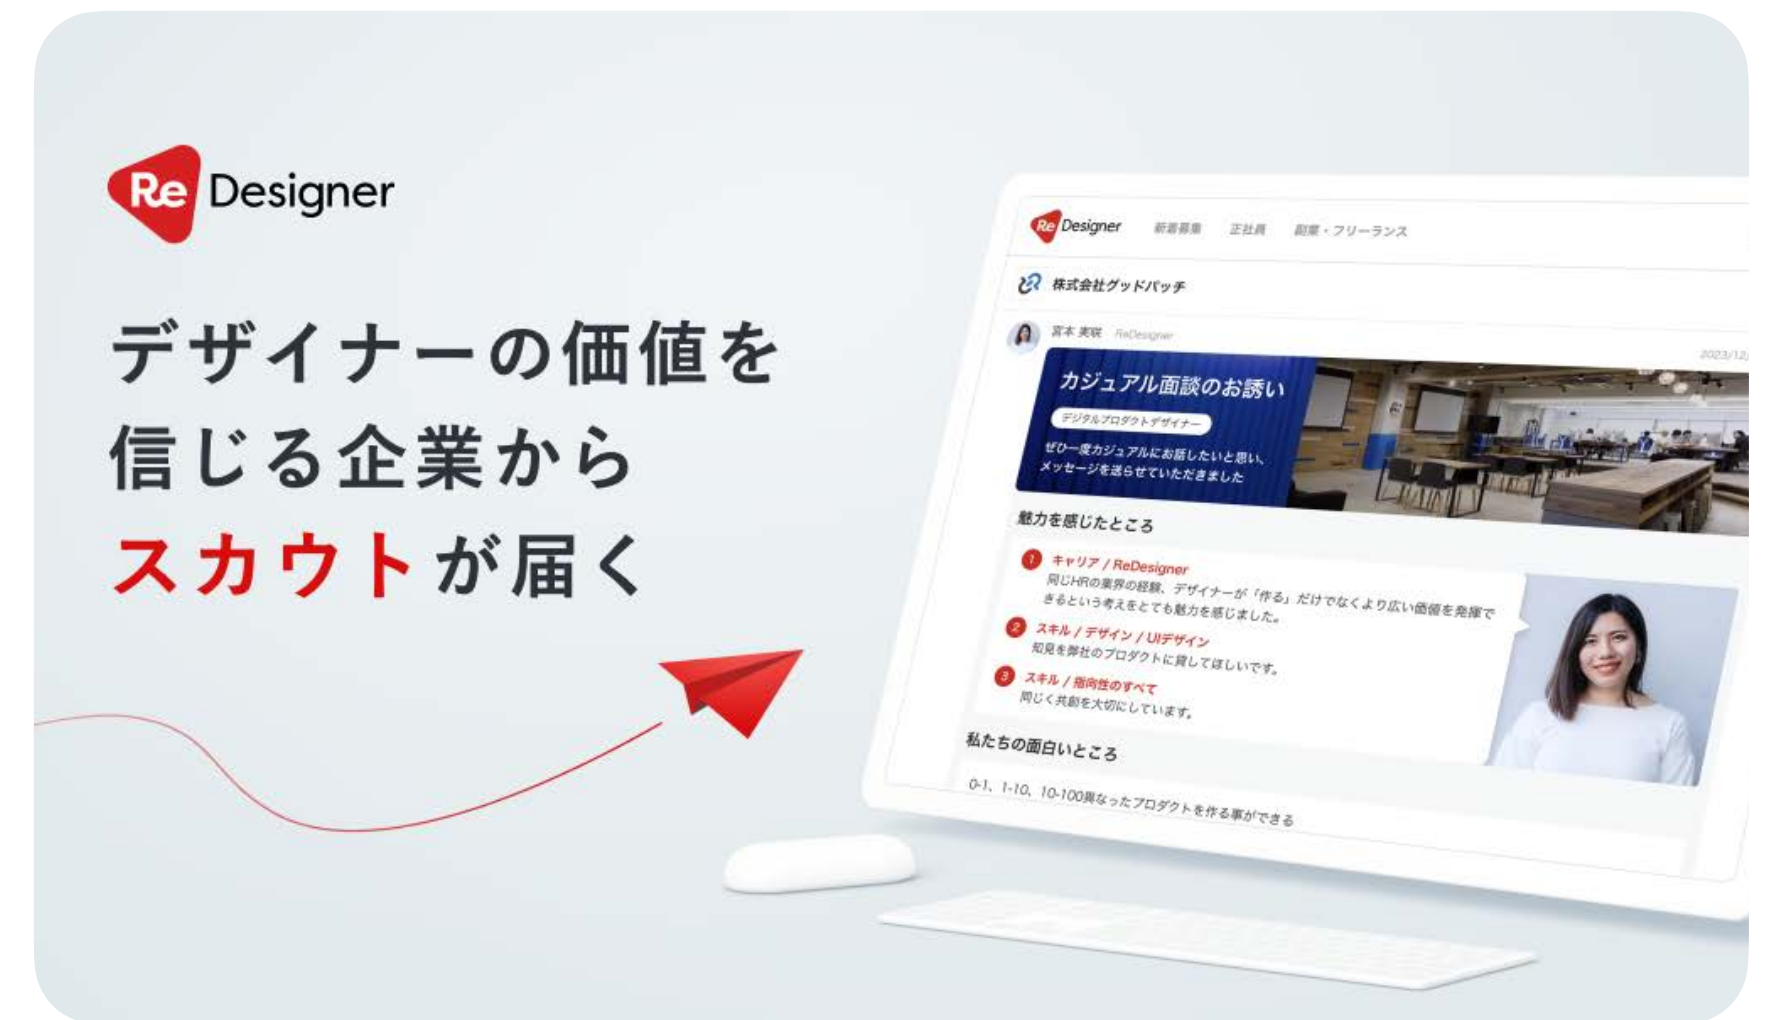 Re Designer
デザイナーの価値を
信じる企業から
スカウトが届く
Re Designer 新着募集 正社員 副業・フリーランス
株式会社グッドパッチ
宮本 実咲 ReDesigner
2023/12/
カジュアル面談のお誘い
デジタルプロダクトデザイナー
ぜひ一度カジュアルにお話したいと思い、
メッセージを送らせていただきました
魅力を感じたところ
1 キャリア / ReDesigner
同じHRの業界の経験、デザイナーが「作る」だけでなくより広い価値を発揮で
きるという考えをとても魅力を感じました。
2 スキル / デザイン / UIデザイン
知見を弊社のプロダクトに貸してほしいです。
3 スキル / 指向性のすべて
同じく共創を大切にしています。
私たちの面白いところ
0-1、1-10、10-100異なったプロダクトを作る事ができる